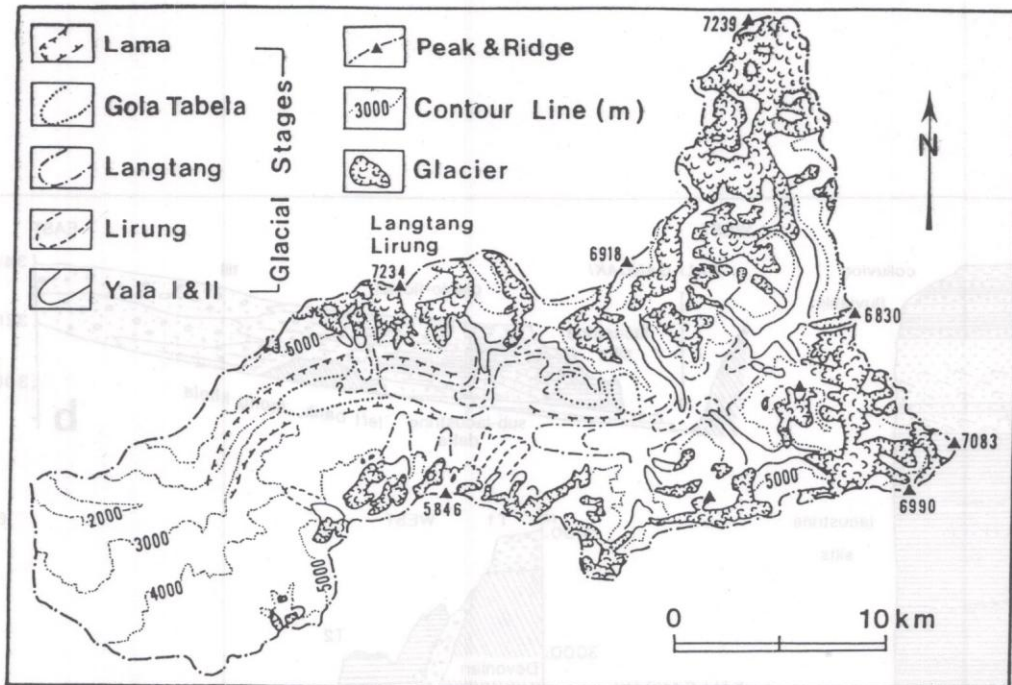 Lama
Gola Tabela
Langtang
Lirung
Yala I & II
Glacial Stages
Peak & Ridge
3000 Contour Line (m)
Glacier
N
7239
Langtang
Lirung
7234
6918
6830
5000
?
7083
5846
5000
6990
2000
3000
4000
5000
0 10 km